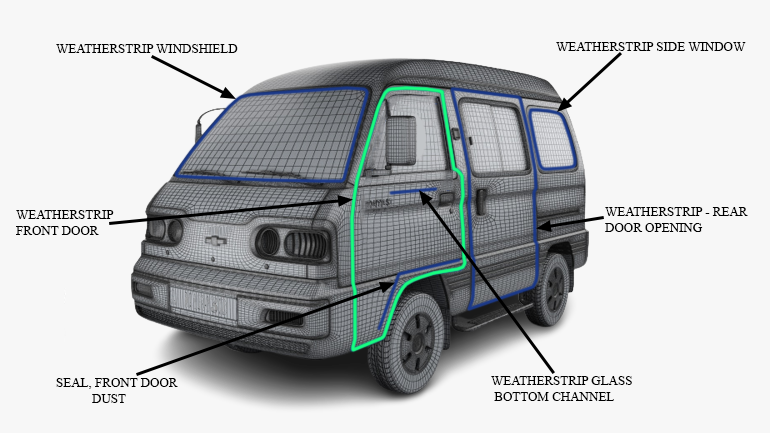 WEATHERSTRIP WINDSHIELD
WEATHERSTRIP SIDE WINDOW
WEATHERSTRIP
FRONT DOOR
WEATHERSTRIP - REAR
DOOR OPENING
SEAL, FRONT DOOR
DUST
WEATHERSTRIP GLASS
BOTTOM CHANNEL